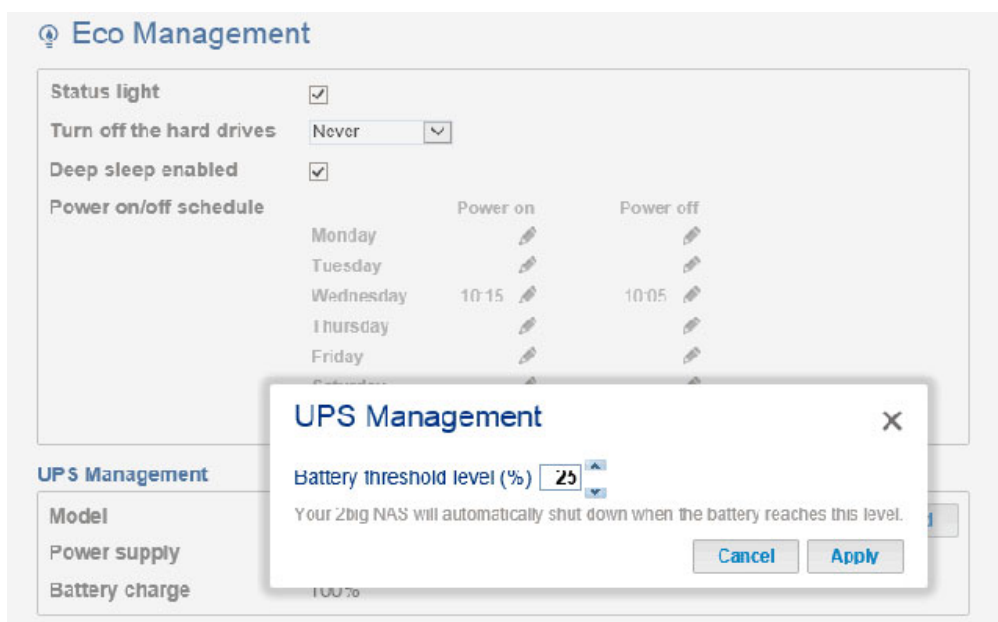 Eco Management
Status light
Turn off the hard drives Never
Deep sleep enabled
Power on/off schedule Power on Power off
Monday
Tuesday
Wednesday 10:15 10:05
Thursday
Friday
Saturday
UPS Management
Battery threshold level (%) 25
Your 2big NAS will automatically shut down when the battery reaches this level.
Cancel Apply
UPS Management
Model
Power supply
Battery charge 100%